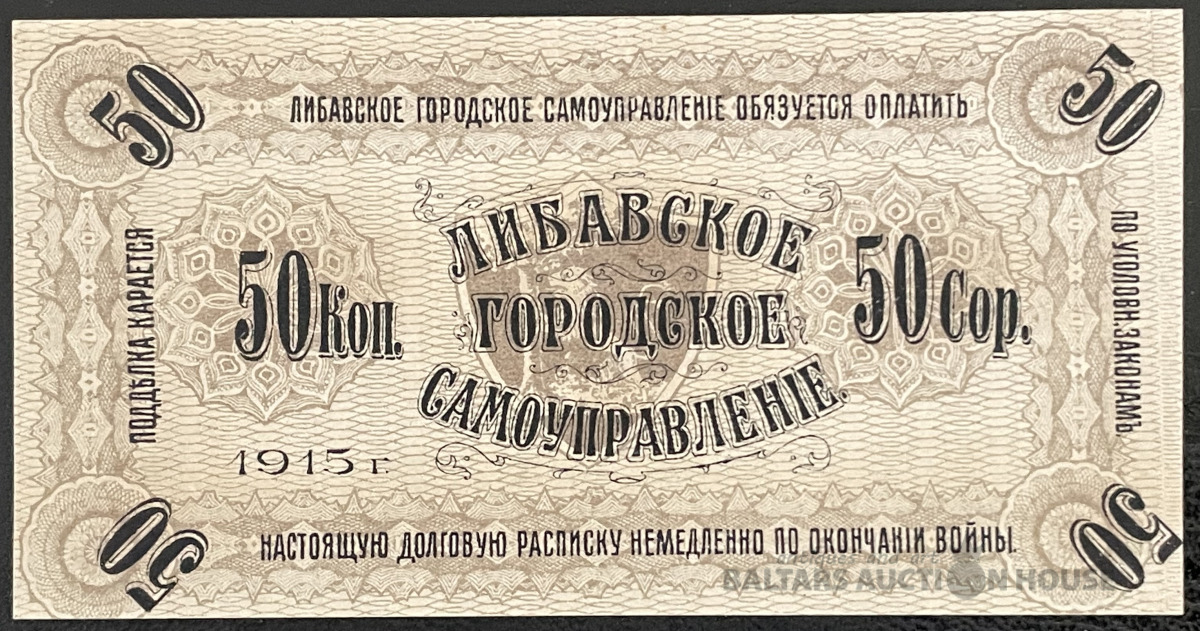 50
50
ЛИБАВСКОЕ ГОРОДСКОЕ САМОУПРАВЛЕНІЕ ОБЯЗУЕТСЯ ОПЛАТИТЬ
ПОДДѢЛКА КАРАЕТСЯ
50 Коп.
ЛИБАВСКОЕ
ГОРОДСКОЕ
САМОУПРАВЛЕНІЕ.
50 Cop.
ПО УГОЛОВН. ЗАКОНАМЪ.
1915 г.
НАСТОЯЩУЮ ДОЛГОВУЮ РАСПИСКУ НЕМЕДЛЕННО ПО ОКОНЧАНІИ ВОЙНЫ.
50
50
BALTARS AUCTION HOUSE